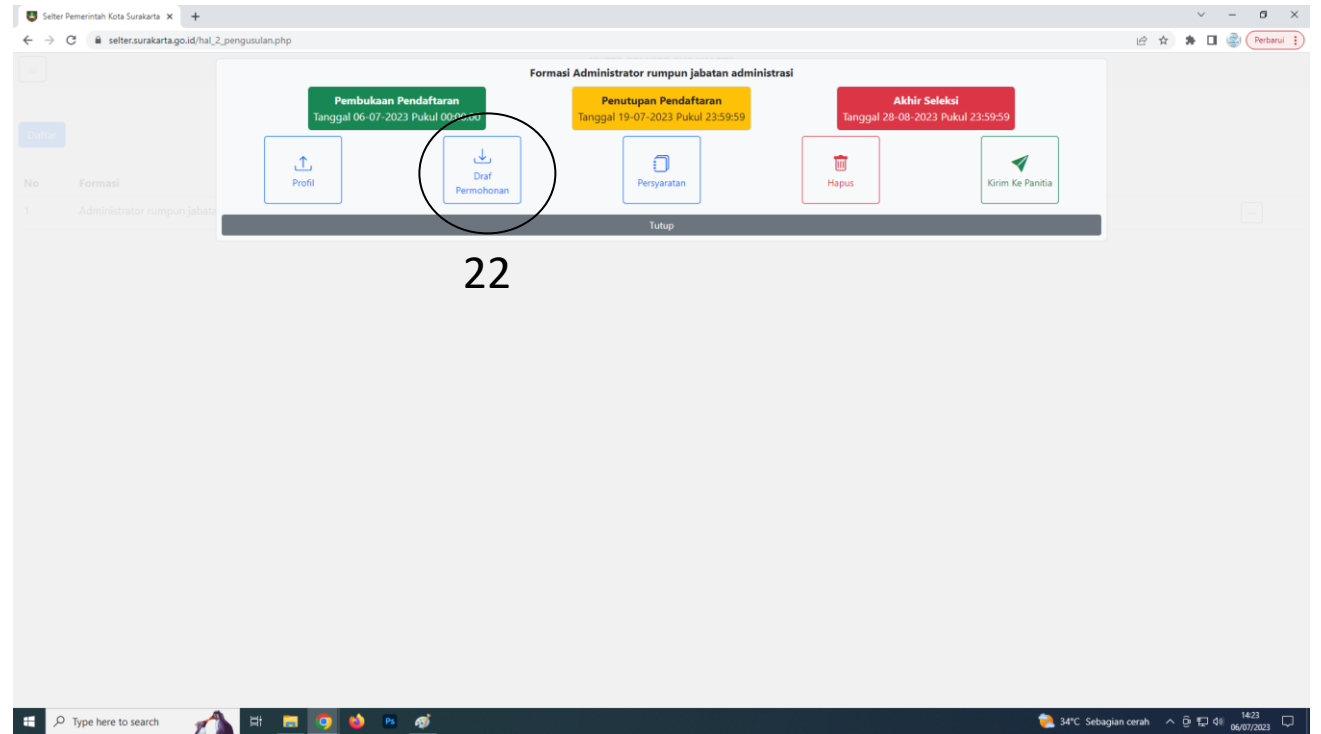 Selter Pemerintah Kota Surakarta
selter.surakarta.go.id/hal_2_pengusulan.php
Perbarui
Formasi Administrator rumpun jabatan administrasi
Pembukaan Pendaftaran
Tanggal 06-07-2023 Pukul 00:00:00
Penutupan Pendaftaran
Tanggal 19-07-2023 Pukul 23:59:59
Akhir Seleksi
Tanggal 28-08-2023 Pukul 23:59:59
Daftar
Profil
Draf
Permohonan
Persyaratan
Hapus
Kirim Ke Panitia
No Formasi
1 Administrator rumpun jabata
Tutup
22
Type here to search
Ps
34°C Sebagian cerah
14:23
06/07/2023